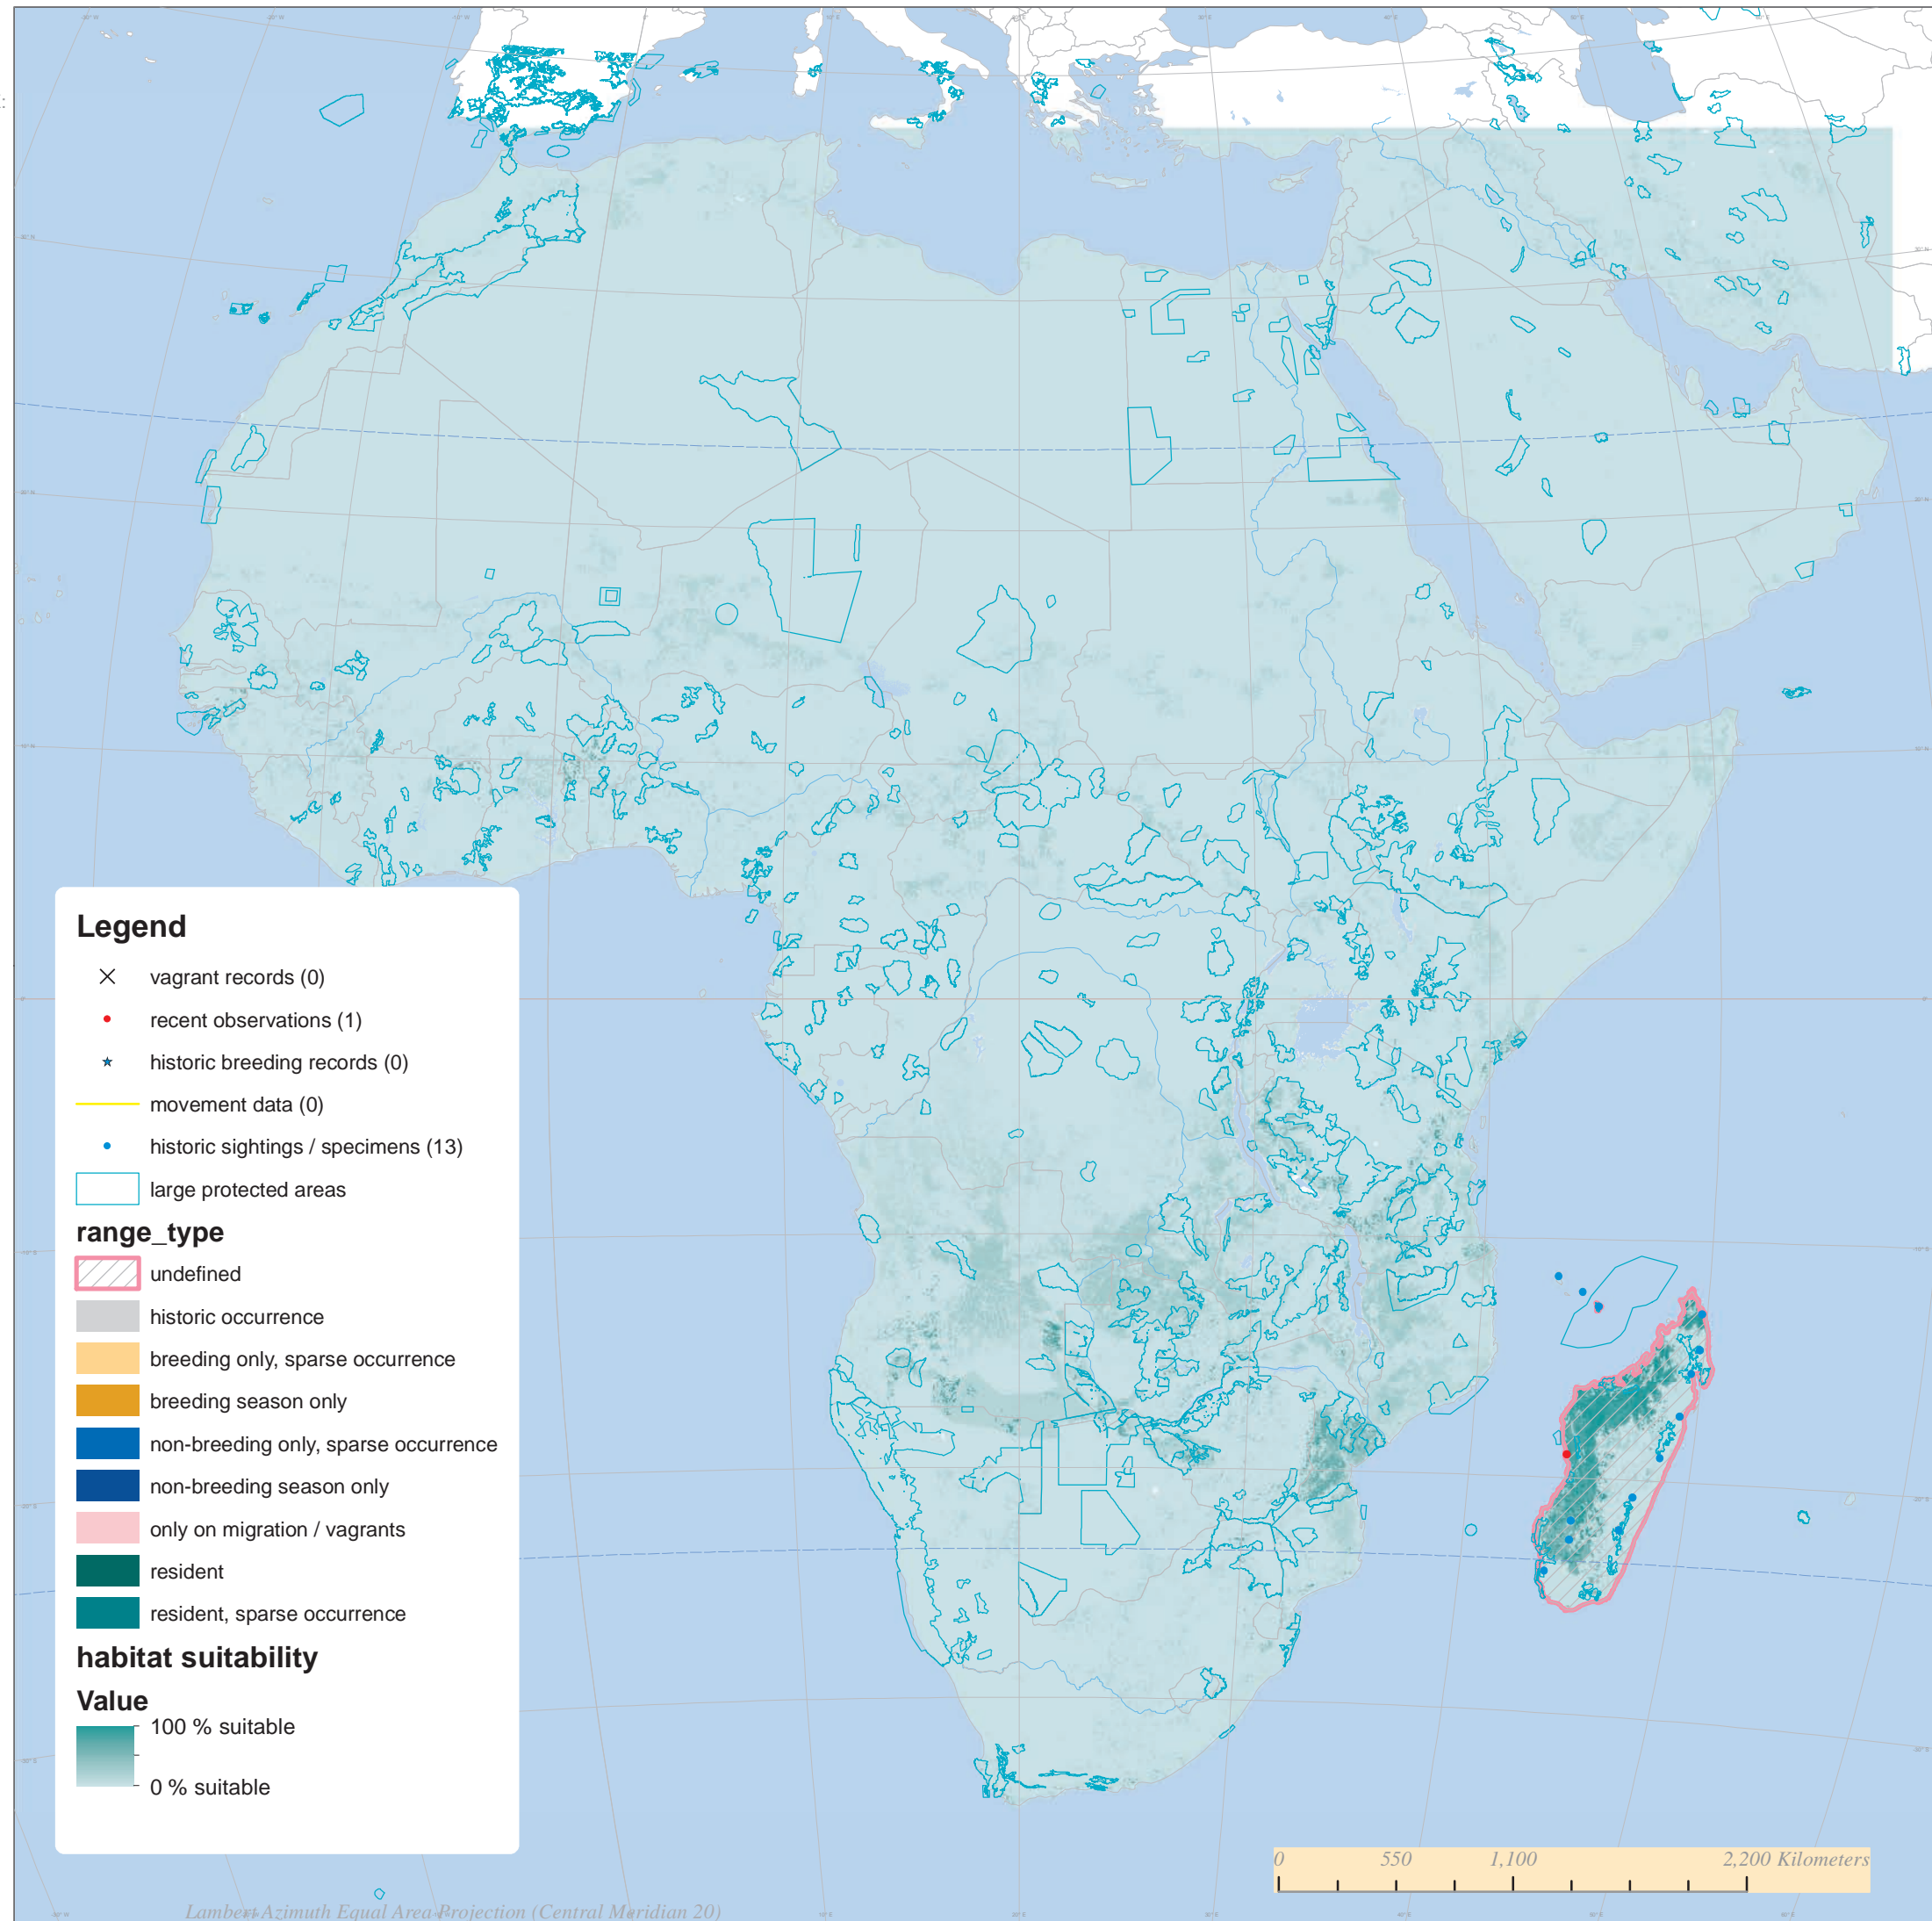 Legend
vagrant records (0)
recent observations (1)
historic breeding records (0)
movement data (0)
historic sightings / specimens (13)
large protected areas
range_type
undefined
historic occurrence
breeding only, sparse occurrence
breeding season only
non-breeding only, sparse occurrence
non-breeding season only
only on migration / vagrants
resident
resident, sparse occurrence
habitat suitability
Value
100 % suitable
0 % suitable
0 550 1,100 2,200 Kilometers
Lambert Azimuth Equal Area Projection (Central Meridian 20)